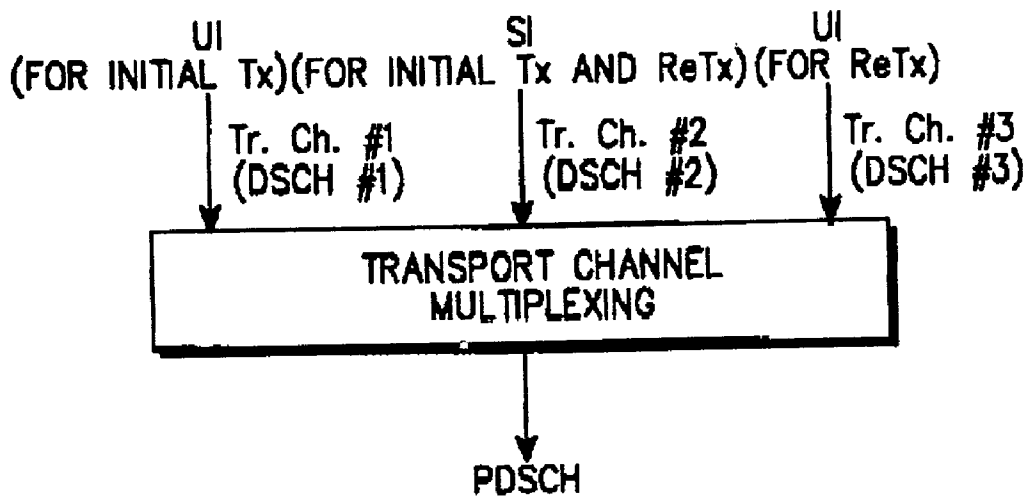 UI SI UI
(FOR INITIAL Tx)(FOR INITIAL Tx AND ReTx)(FOR ReTx)
Tr. Ch. #1 Tr. Ch. #2 Tr. Ch. #3
(DSCH #1) (DSCH #2) (DSCH #3)
TRANSPORT CHANNEL
MULTIPLEXING
PDSCH